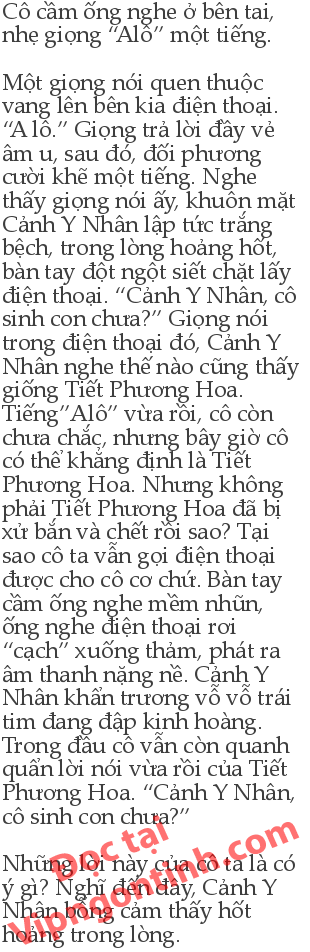 Cô cầm ống nghe ở bên tai,
nhẹ giọng “Alô” một tiếng.

Một giọng nói quen thuộc
vang lên bên kia điện thoại.
“A lô.” Giọng trả lời đầy vẻ
âm u, sau đó, đối phương
cười khẽ một tiếng. Nghe
thấy giọng nói ấy, khuôn mặt
Cảnh Y Nhân lập tức trắng
bệch, trong lòng hoảng hốt,
bàn tay đột ngột siết chặt lấy
điện thoại. “Cảnh Y Nhân, cô
sinh con chưa?” Giọng nói
trong điện thoại đó, Cảnh Y
Nhân nghe thế nào cũng thấy
giống Tiết Phương Hoa.
Tiếng”Alô” vừa rồi, cô còn
chưa chắc, nhưng bây giờ cô
có thể khẳng định là Tiết
Phương Hoa. Nhưng không
phải Tiết Phương Hoa đã bị
xử bắn và chết rồi sao? Tại
sao cô ta vẫn gọi điện thoại
được cho cô cơ chứ. Bàn tay
cầm ống nghe mềm nhũn,
ống nghe điện thoại rơi
“cạch” xuống thảm, phát ra
âm thanh nặng nề. Cảnh Y
Nhân khẩn trương vỗ vỗ trái
tim đang đập kinh hoàng.
Trong đầu cô vẫn còn quanh
quẩn lời nói vừa rồi của Tiết
Phương Hoa. “Cảnh Y Nhân,
cô sinh con chưa?”

Những lời này của cô ta là có
ý gì? Nghĩ đến đây, Cảnh Y
Nhân bỗng cảm thấy hốt
hoảng trong lòng.
Đọc tại
Vipngontinh.com